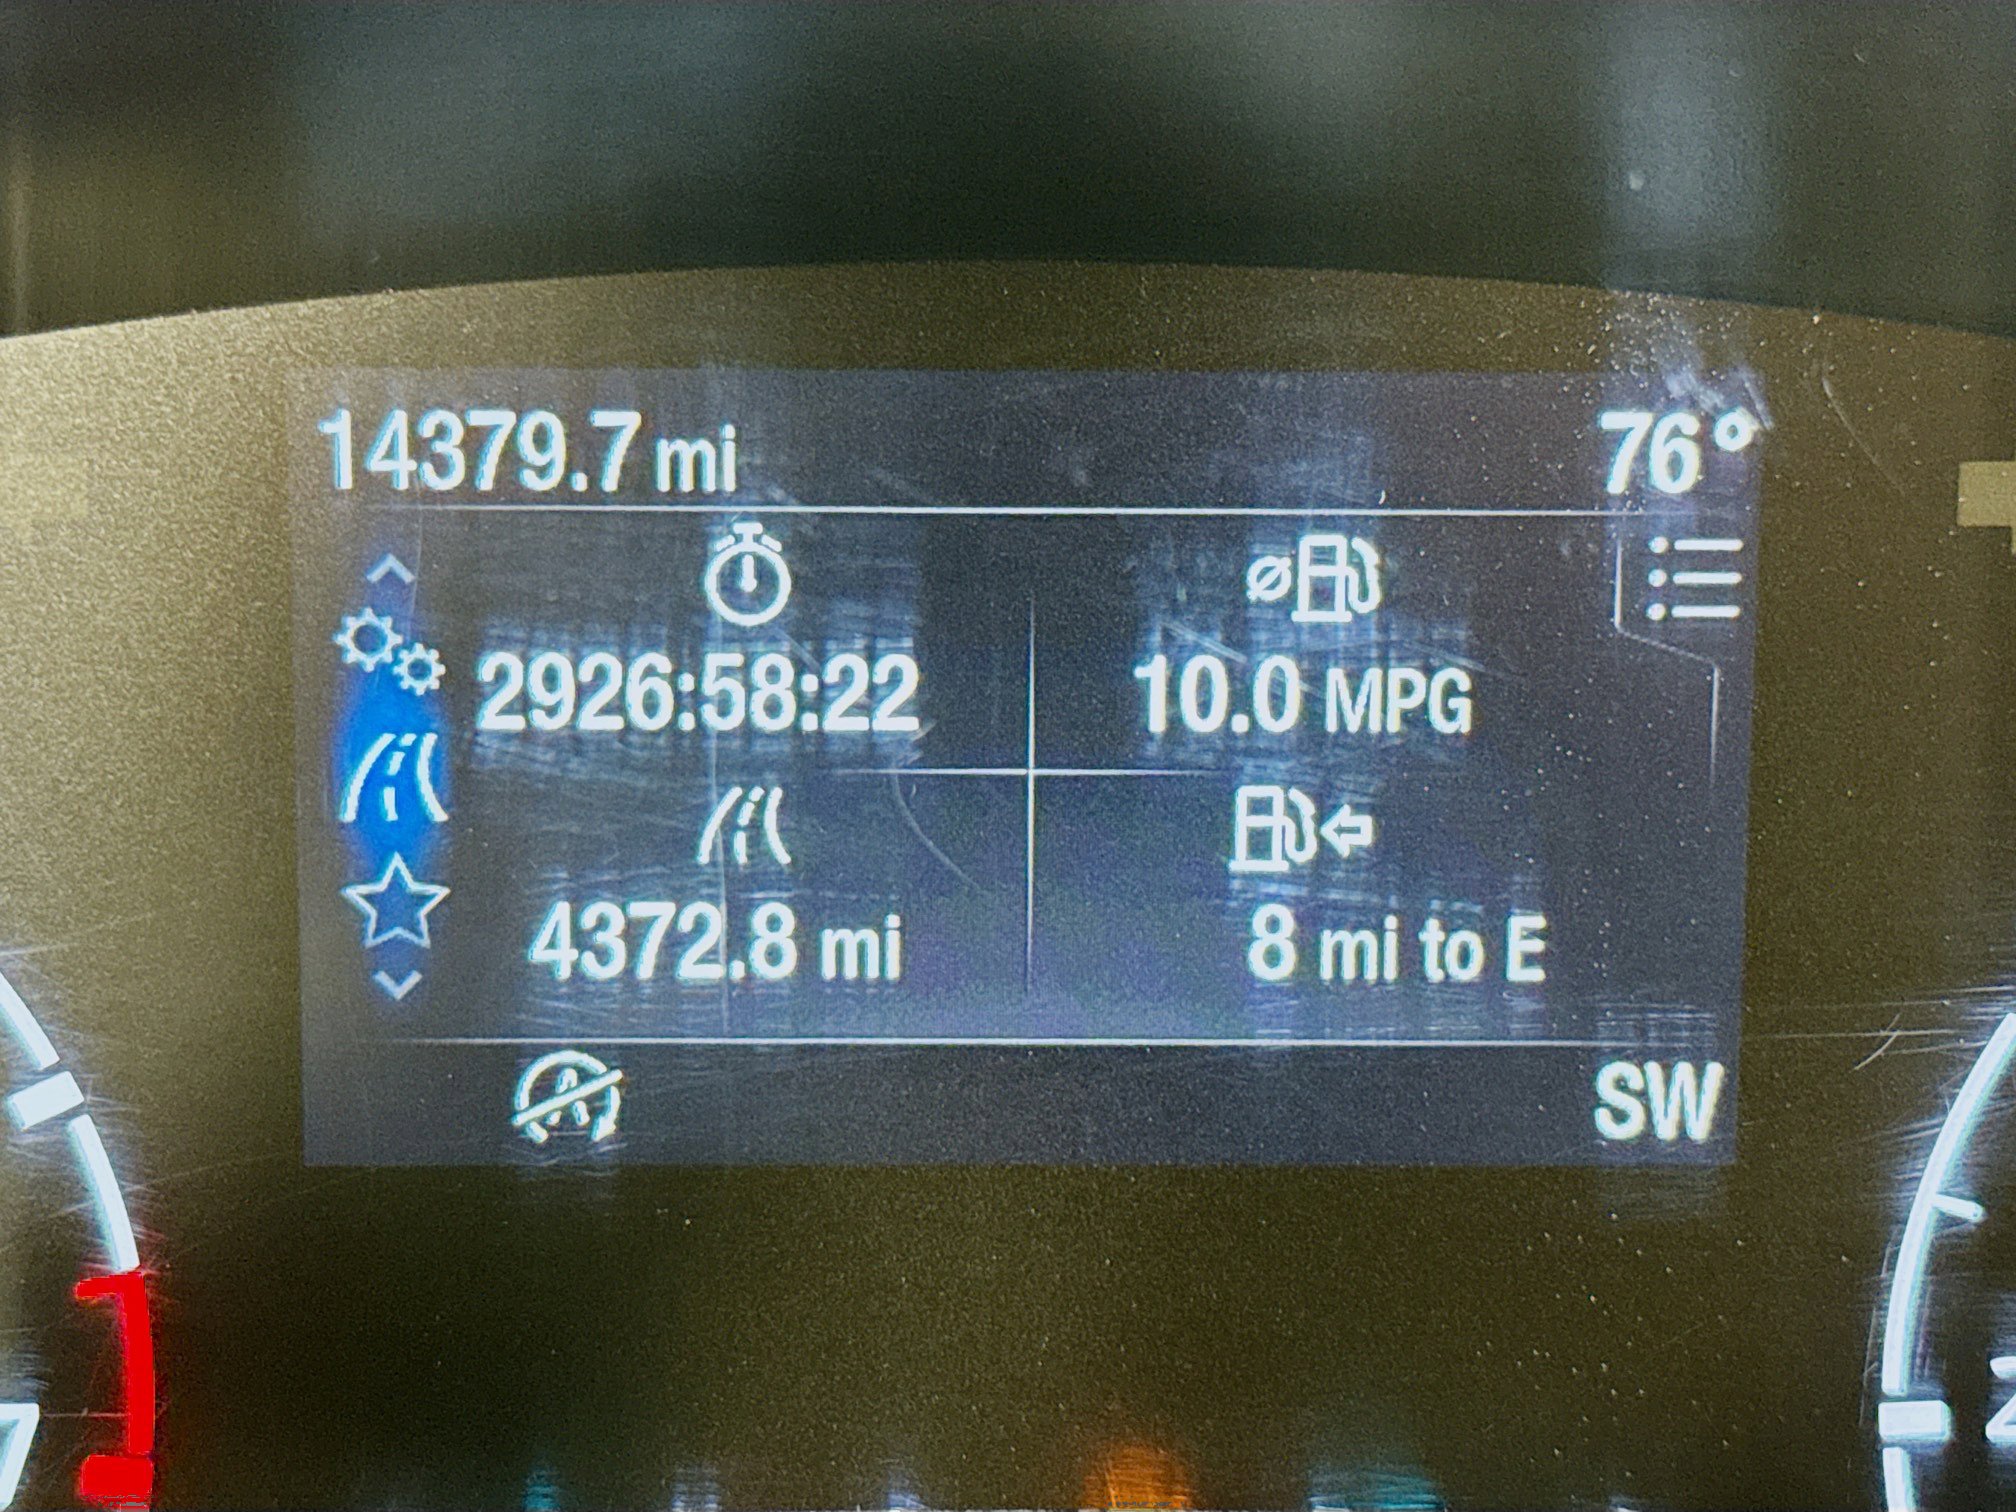 14379.7 mi
76°
2926:58:22
10.0 MPG
4372.8 mi
8 mi to E
SW